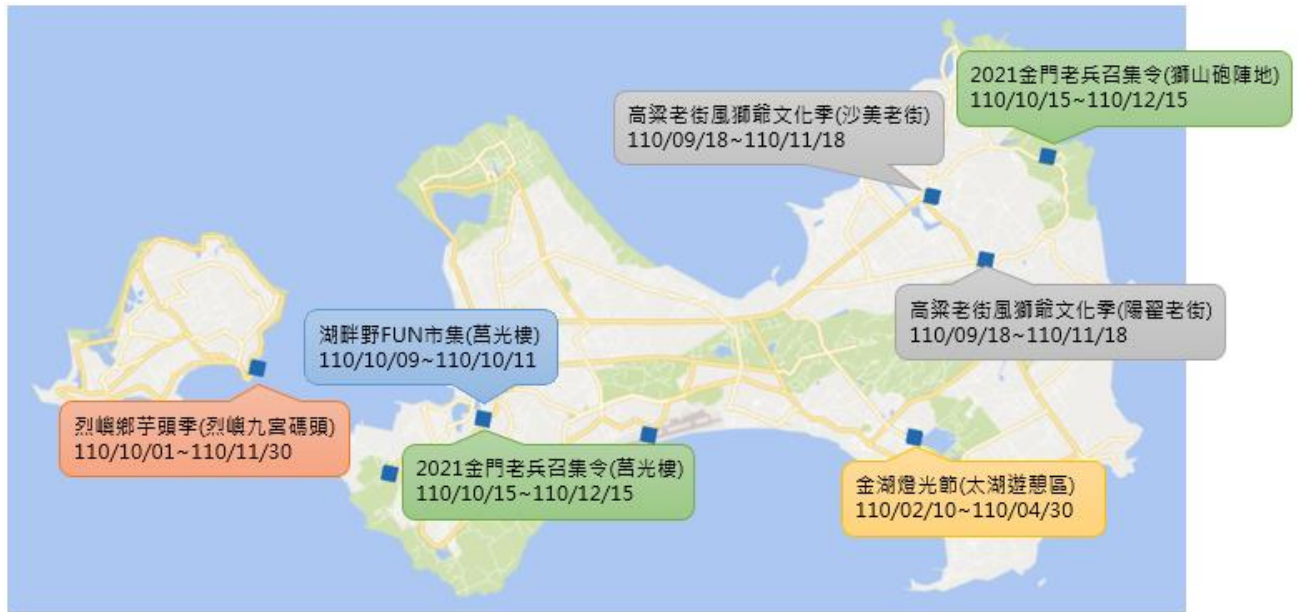 2021金門老兵召集令(獅山砲陣地)
110/10/15~110/12/15
高粱老街風獅爺文化季(沙美老街)
110/09/18~110/11/18
高粱老街風獅爺文化季(陽翟老街)
110/09/18~110/11/18
湖畔野FUN市集(莒光樓)
110/10/09~110/10/11
烈嶼鄉芋頭季(烈嶼九宮碼頭)
110/10/01~110/11/30
2021金門老兵召集令(莒光樓)
110/10/15~110/12/15
金湖燈光節(太湖遊憩區)
110/02/10~110/04/30